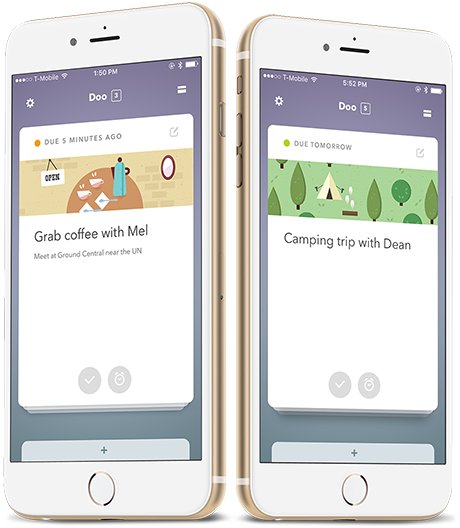 T-Mobile 1:50 PM
Doo 3
DUE 5 MINUTES AGO
OPEN
Grab coffee with Mel
Meet at Ground Central near the UN
+
T-Mobile 5:52 PM
Doo 5
DUE TOMORROW
Camping trip with Dean
+